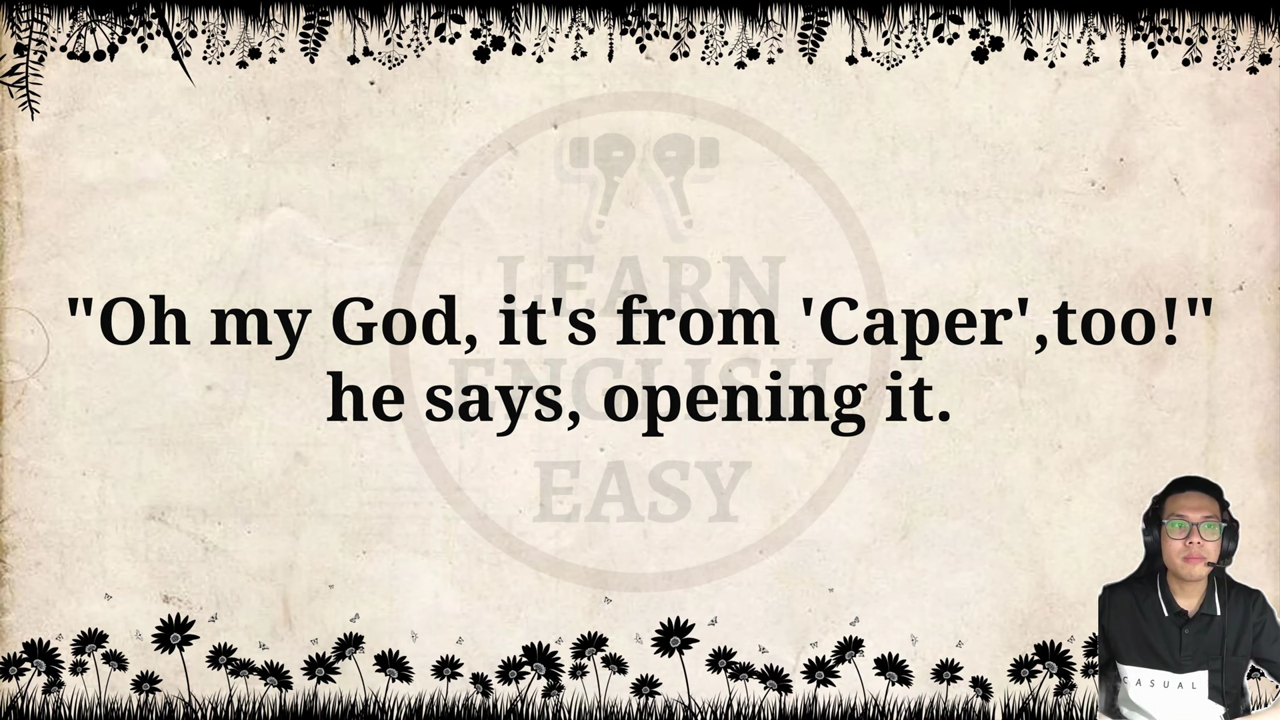 LEARN
"Oh my God, it's from 'Caper',too!"
ENGLISH
he says, opening it.
EASY
CASUAL